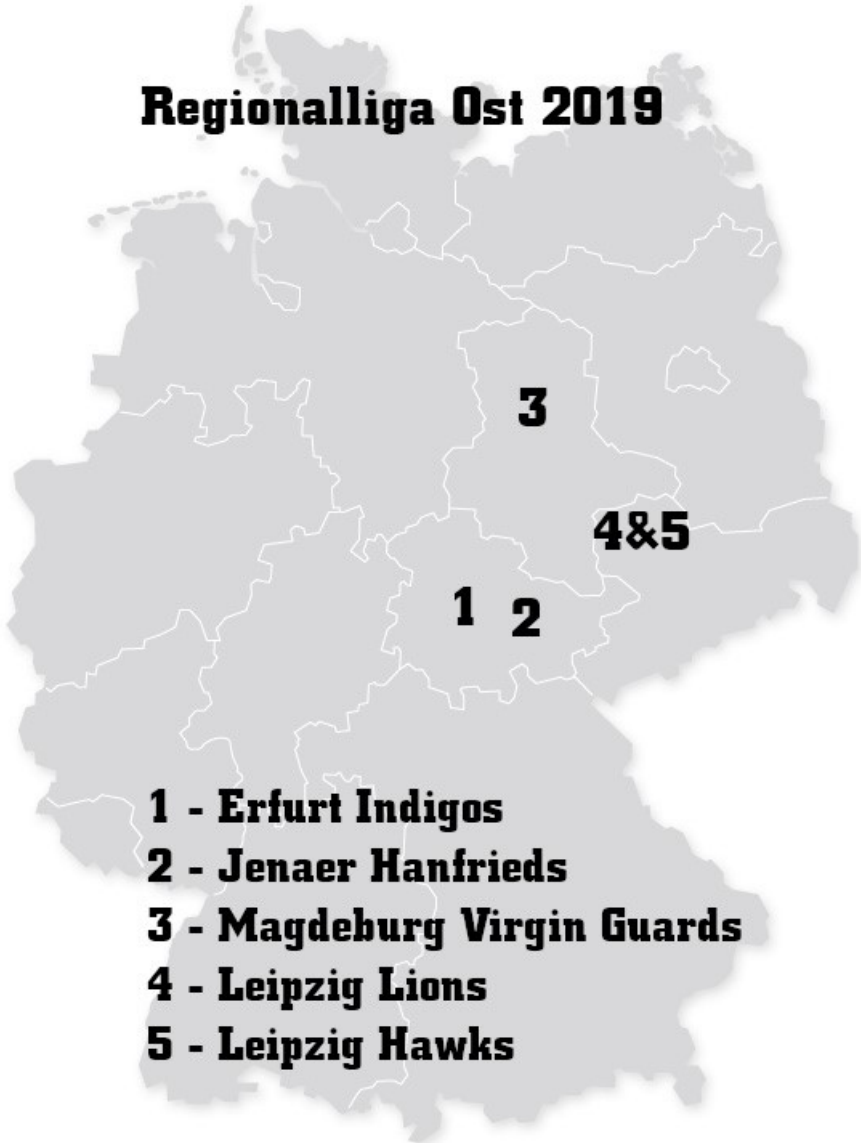 Regionalliga Ost 2019
3
4&5
1 2
1 - Erfurt Indigos
2 - Jenaer Hanfrieds
3 - Magdeburg Virgin Guards
4 - Leipzig Lions
5 - Leipzig Hawks